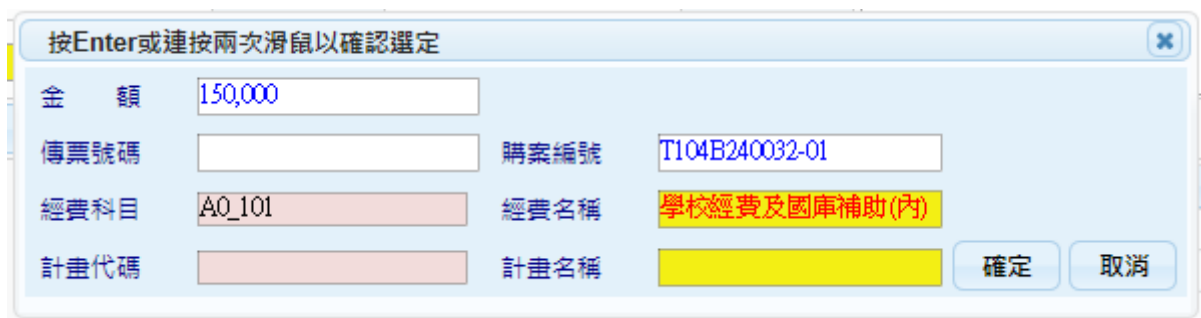 按Enter或連按兩次滑鼠以確認選定
金 額 150,000
傳票號碼 購案編號 T104B240032-01
經費科目 A0_101 經費名稱 學校經費及國庫補助(內)
計畫代碼 計畫名稱 確定 取消